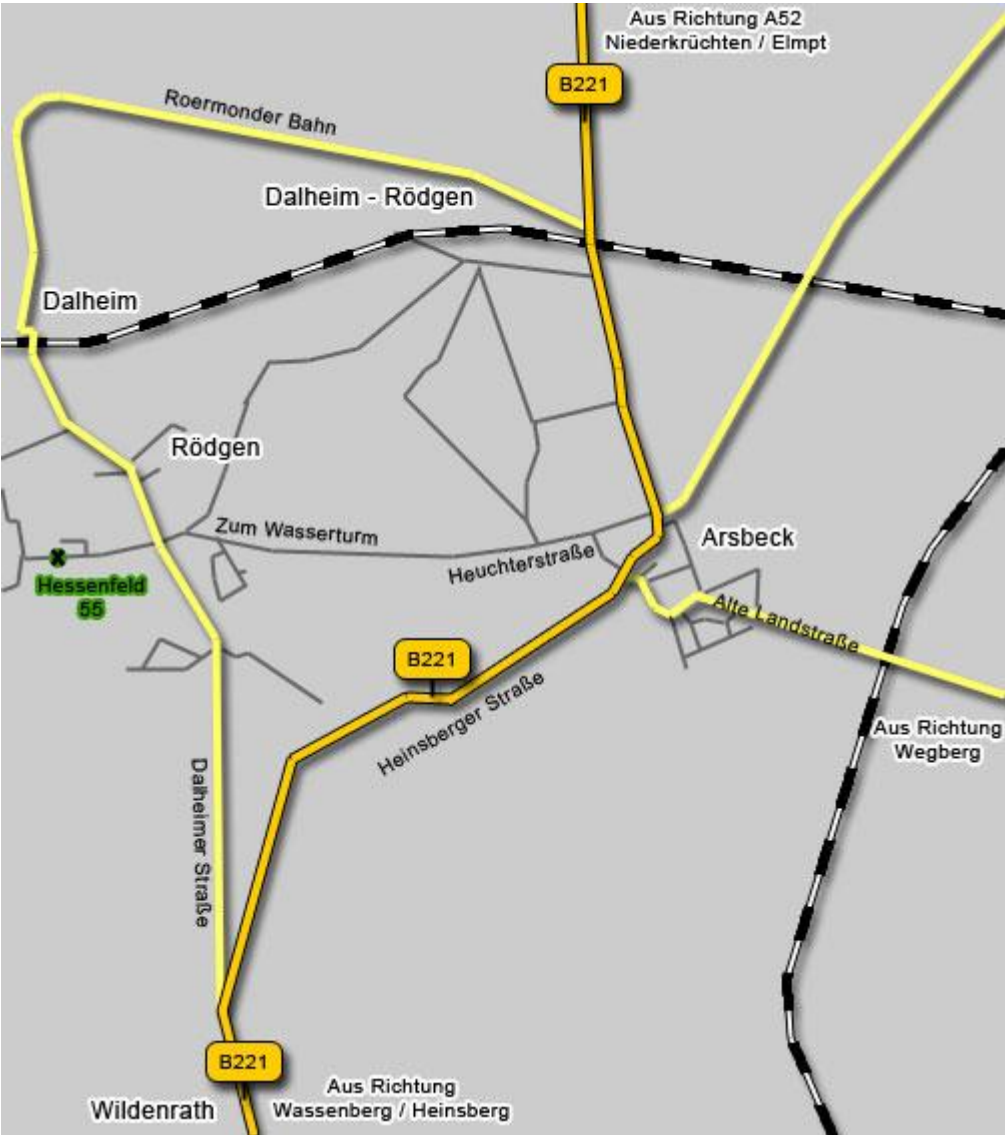 Aus Richtung A52
Niederkrüchten / Elmpt
B221
Roermonder Bahn
Dalheim - Rödgen
Dalheim
Rödgen
Zum Wasserturm
Heuchterstraße
Arsbeck
Hessenfeld
55
Alte Landstraße
B221
Heinsberger Straße
Aus Richtung
Wegberg
Dalheimer Straße
B221
Aus Richtung
Wassenberg / Heinsberg
Wildenrath